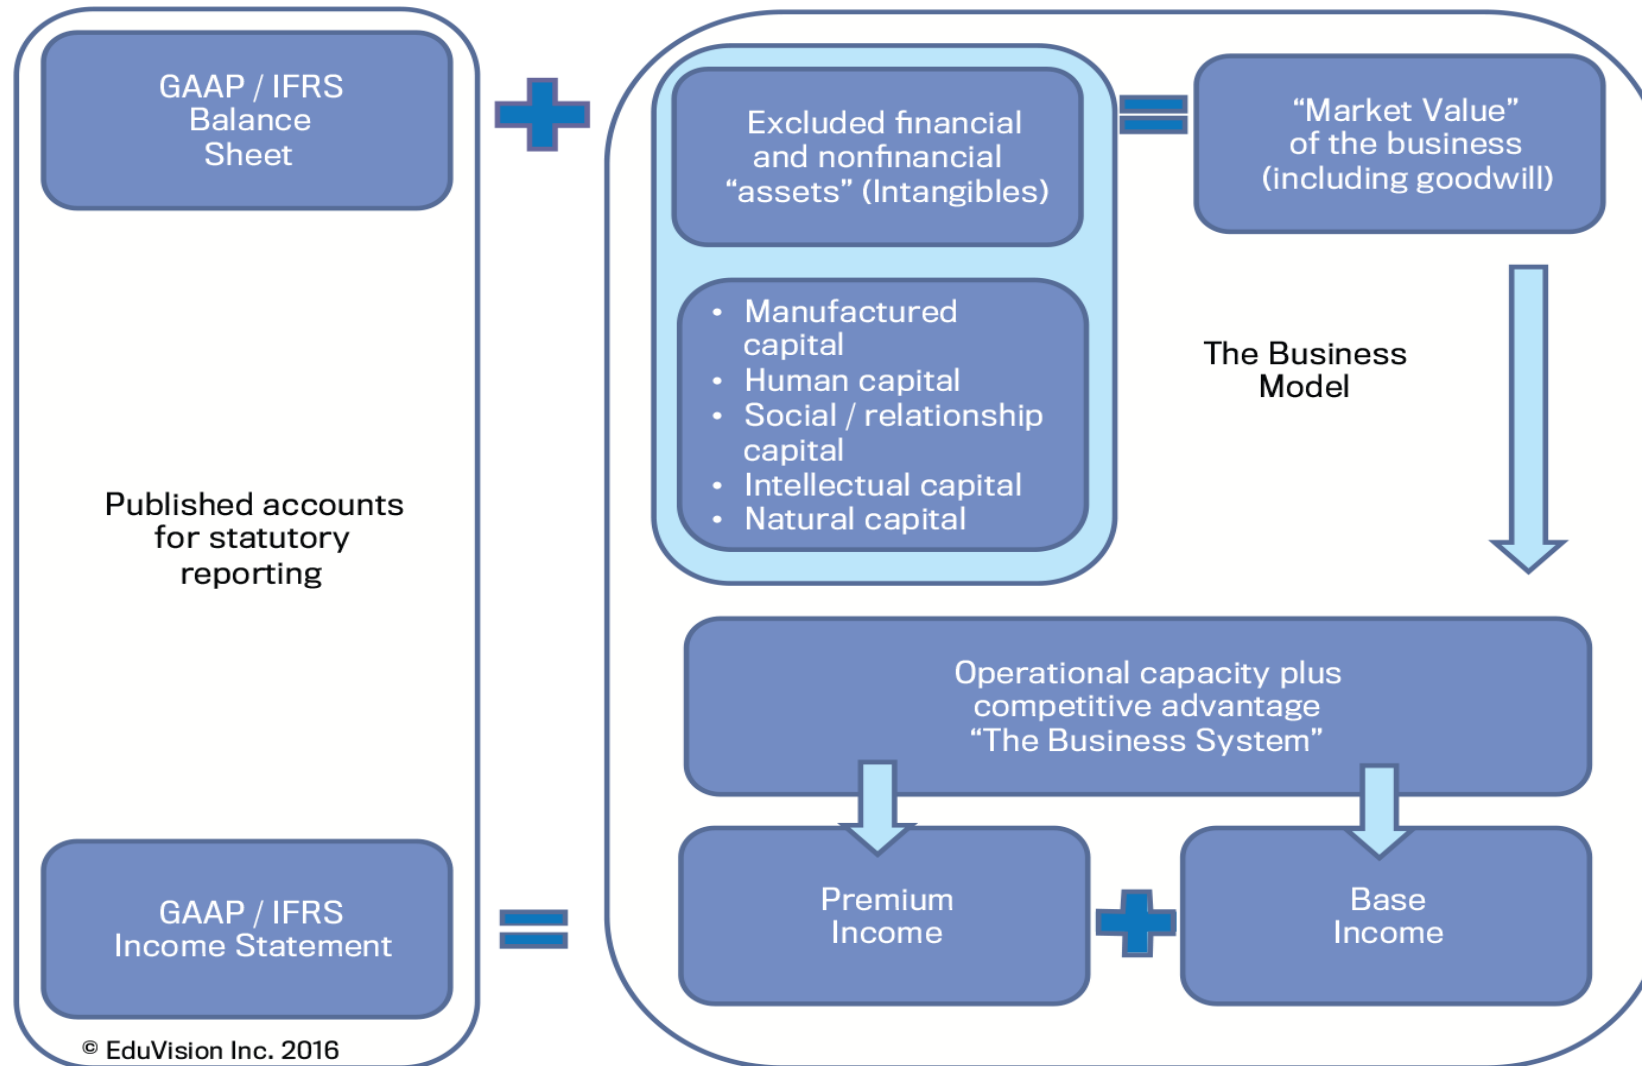 GAAP / IFRS
Balance
Sheet
Excluded financial
and nonfinancial
“assets” (Intangibles)
“Market Value”
of the business
(including goodwill)
• Manufactured
capital
• Human capital
• Social / relationship
capital
• Intellectual capital
• Natural capital
The Business
Model
Published accounts
for statutory
reporting
Operational capacity plus
competitive advantage
“The Business System”
GAAP / IFRS
Income Statement
Premium
Income
Base
Income
© EduVision Inc. 2016